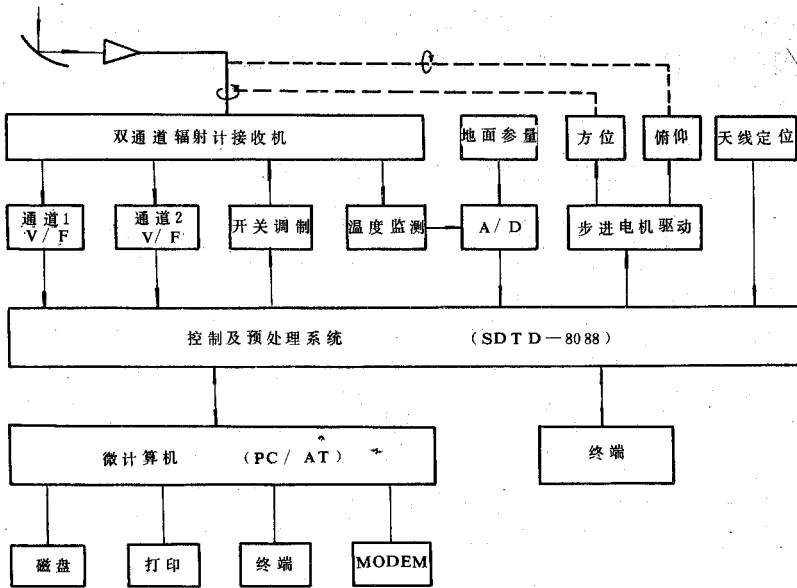 双通道辐射计接收机
地面参量
方位
俯仰
天线定位
通道1
V/F
通道2
V/F
开关调制
温度监测
A/D
步进电机驱动
控制及预处理系统 (SDTD—8088)
微计算机 (PC/AT)
终端
磁盘
打印
终端
MODEM